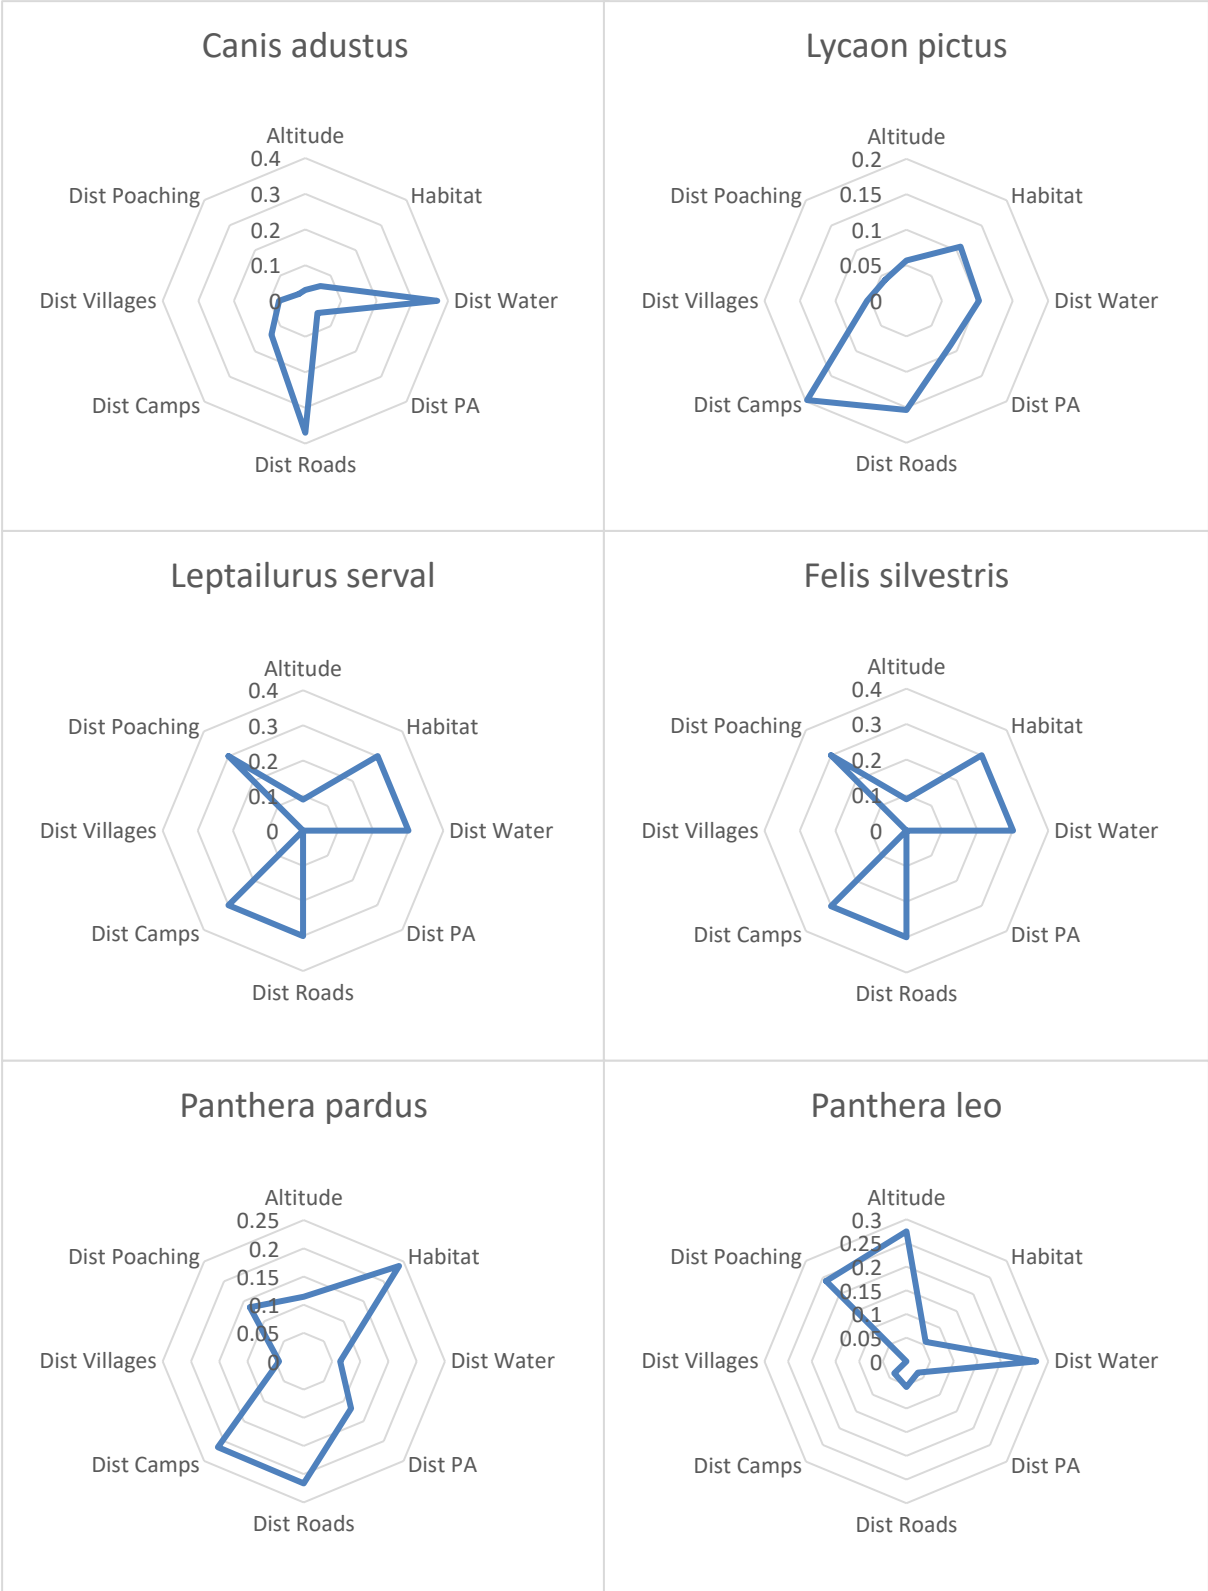 Canis adustus
Altitude
0.4
Dist Poaching
0.3
Habitat
0.2
0.1
Dist Villages
0
Dist Water
Dist Camps
Dist PA
Dist Roads
Lycaon pictus
Altitude
0.2
Dist Poaching
0.15
Habitat
0.1
0.05
Dist Villages
0
Dist Water
Dist Camps
Dist PA
Dist Roads
Leptailurus serval
Altitude
0.4
Dist Poaching
0.3
Habitat
0.2
0.1
Dist Villages
0
Dist Water
Dist Camps
Dist PA
Dist Roads
Felis silvestris
Altitude
0.4
Dist Poaching
0.3
Habitat
0.2
0.1
Dist Villages
0
Dist Water
Dist Camps
Dist PA
Dist Roads
Panthera pardus
Altitude
0.25
Dist Poaching
0.2
Habitat
0.15
0.1
0.05
Dist Villages
0
Dist Water
Dist Camps
Dist PA
Dist Roads
Panthera leo
Altitude
0.3
Dist Poaching
0.25
Habitat
0.2
0.15
0.1
0.05
Dist Villages
0
Dist Water
Dist Camps
Dist PA
Dist Roads